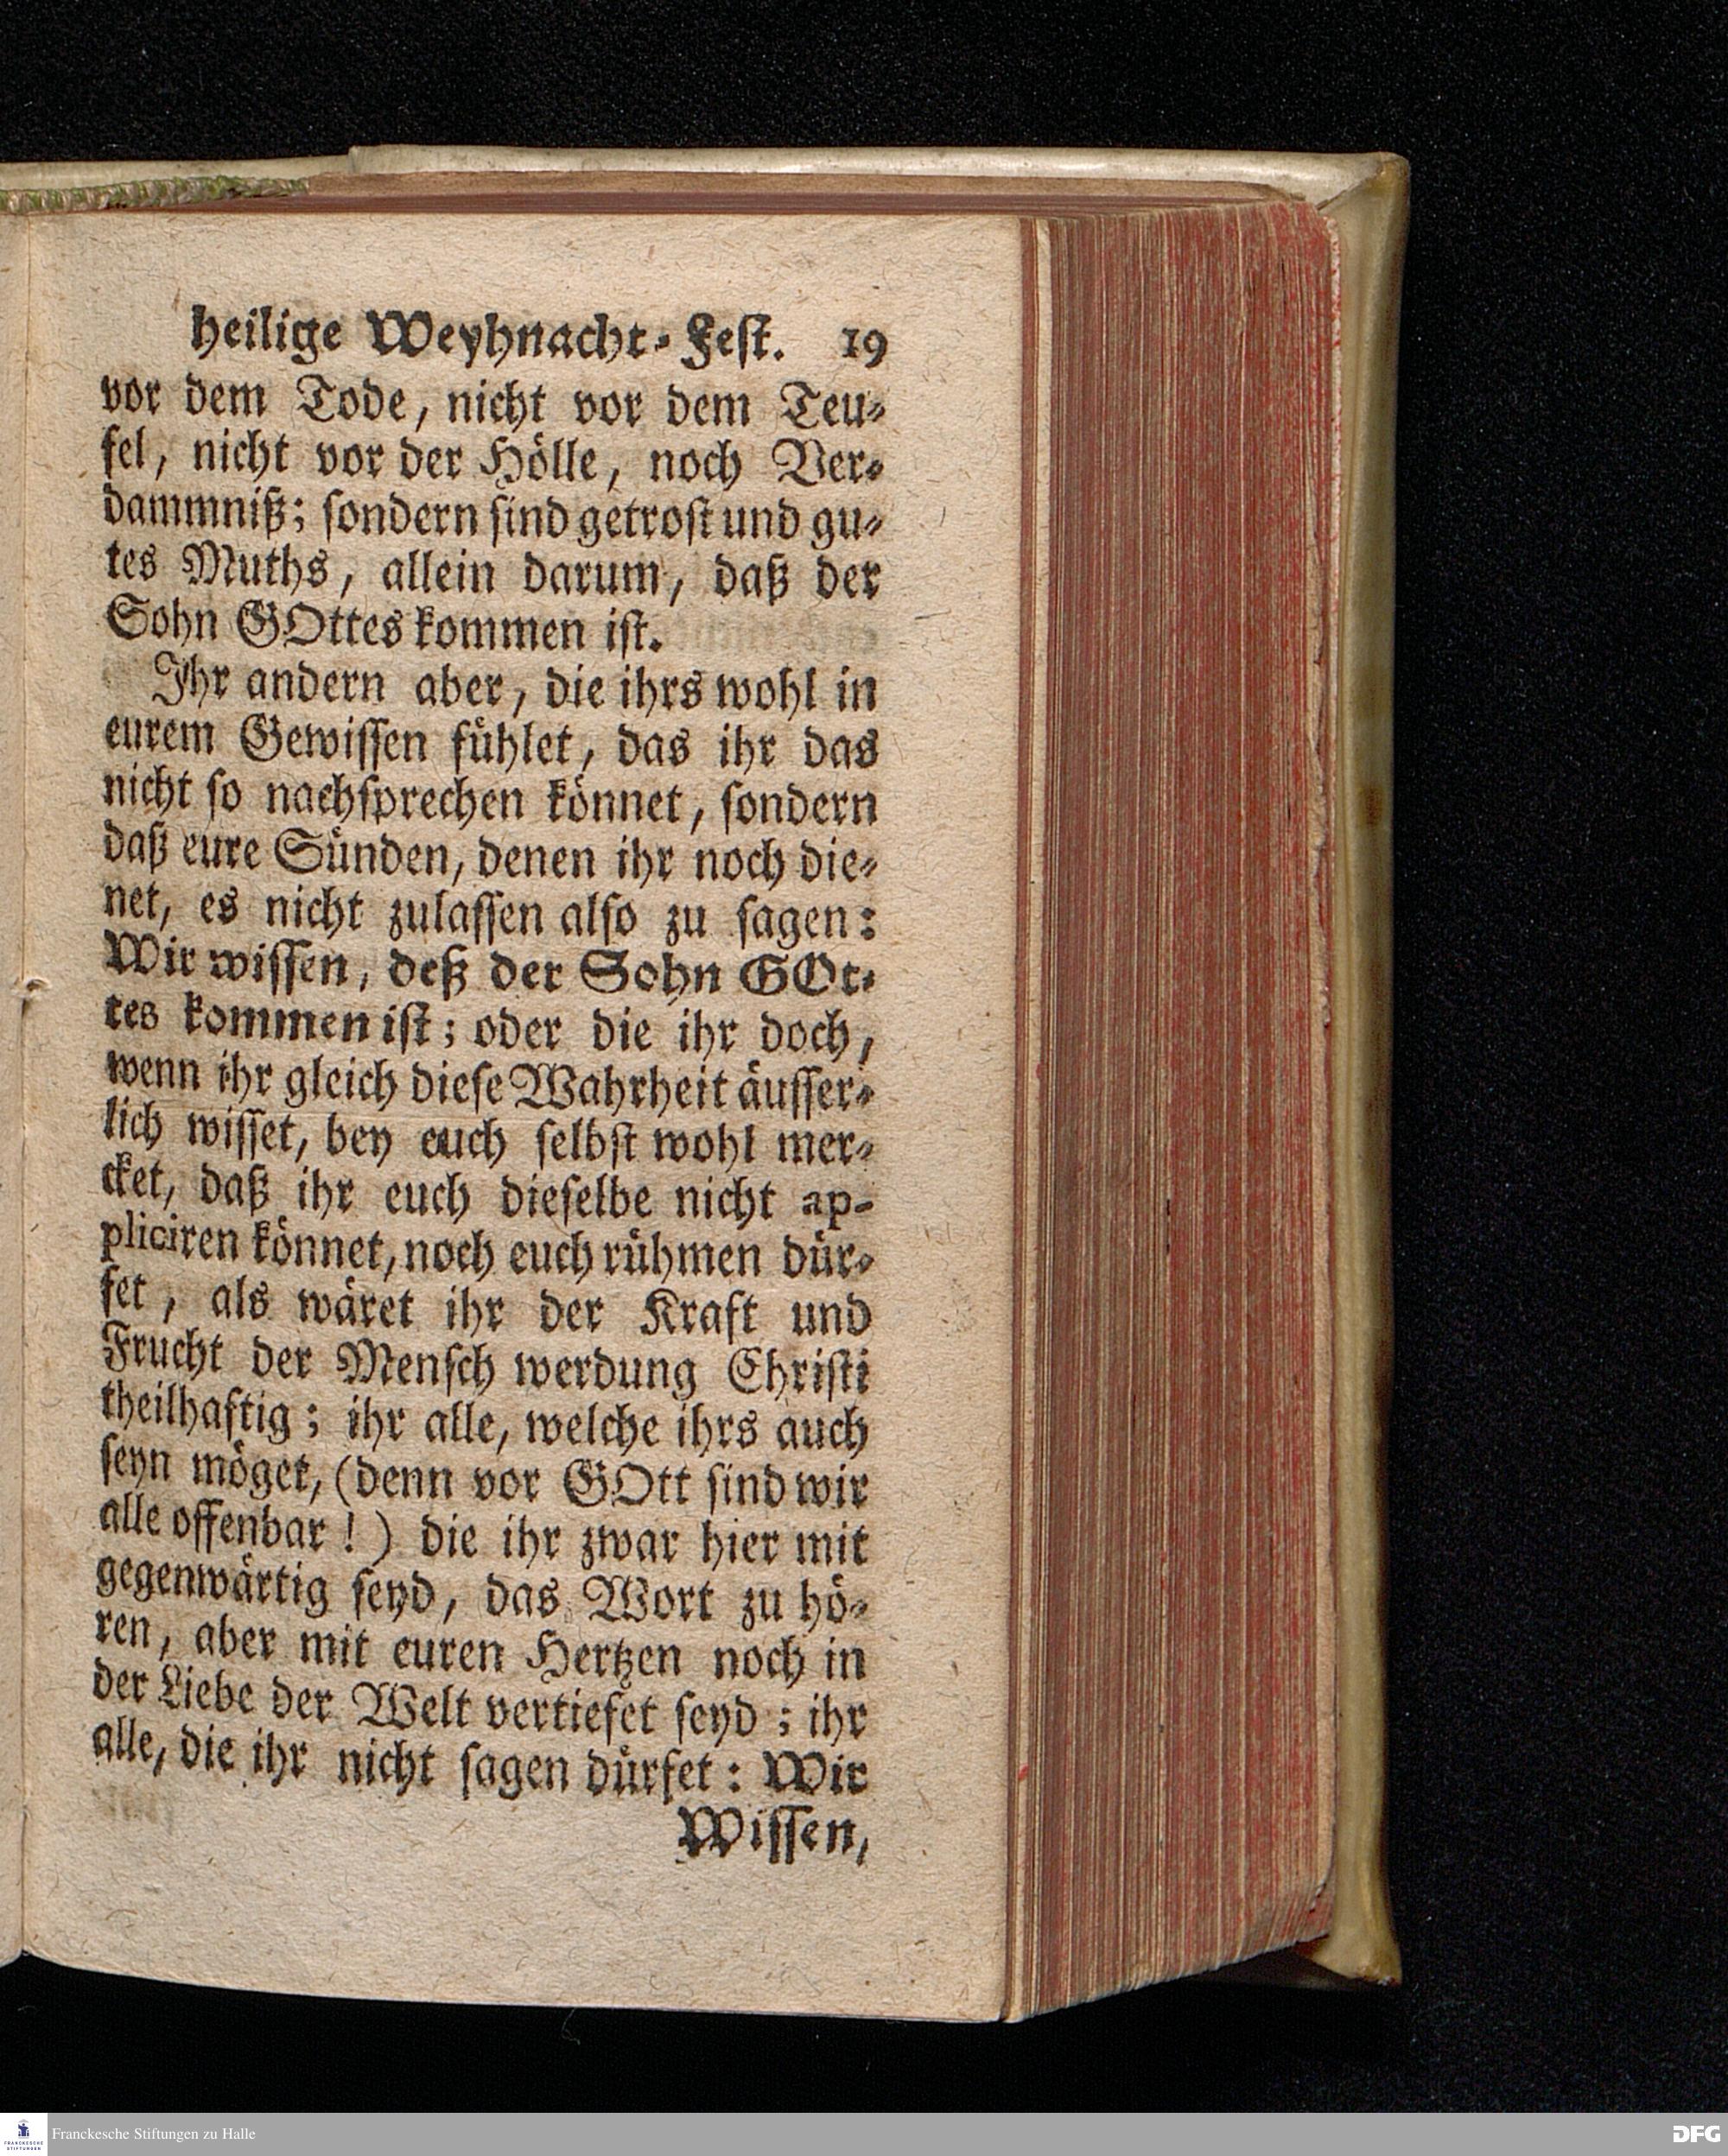 heilige Weyhnacht-Fest. 19
vor dem Tode, nicht vor dem Teu-
fel, nicht vor der Hölle, noch Ver-
dammniß; ſondern ſind getroſt und gu-
tes Muths, allein darum, daß der
Sohn GOttes kommen iſt.
Ihr andern aber, die ihrs wohl in
eurem Gewiſſen fühlet, das ihr das
nicht ſo nachſprechen könnet, ſondern
daß eure Sünden, denen ihr noch die-
net, es nicht zulaſſen alſo zu ſagen:
Wir wiſſen, deß der Sohn GOt-
tes kommen iſt; oder die ihr doch,
wenn ihr gleich dieſe Wahrheit äuſſer-
lich wiſſet, bey euch ſelbſt wohl mer-
cket, daß ihr euch dieſelbe nicht ap-
pliciren könnet, noch euch rühmen dür-
fet, als wäret ihr der Kraft und
Frucht der Menſch werdung Chriſti
theilhaftig; ihr alle, welche ihrs auch
ſeyn möget, (denn vor GOtt ſind wir
alle offenbar!) die ihr zwar hier mit
gegenwärtig ſeyd, das Wort zu hö-
ren, aber mit euren Hertzen noch in
der Liebe der Welt vertiefet ſeyd; ihr
alle, die ihr nicht ſagen dürfet: Wir
Wiſſen,
FRANCKESCHE
STIFTUNGEN
Franckesche Stiftungen zu Halle
DFG